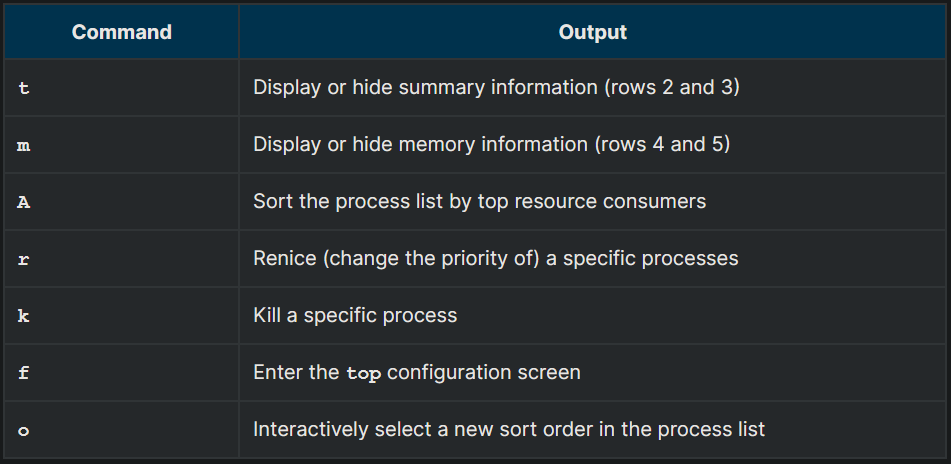 Command Output
t Display or hide summary information (rows 2 and 3)
m Display or hide memory information (rows 4 and 5)
A Sort the process list by top resource consumers
r Renice (change the priority of) a specific processes
k Kill a specific process
f Enter the top configuration screen
o Interactively select a new sort order in the process list